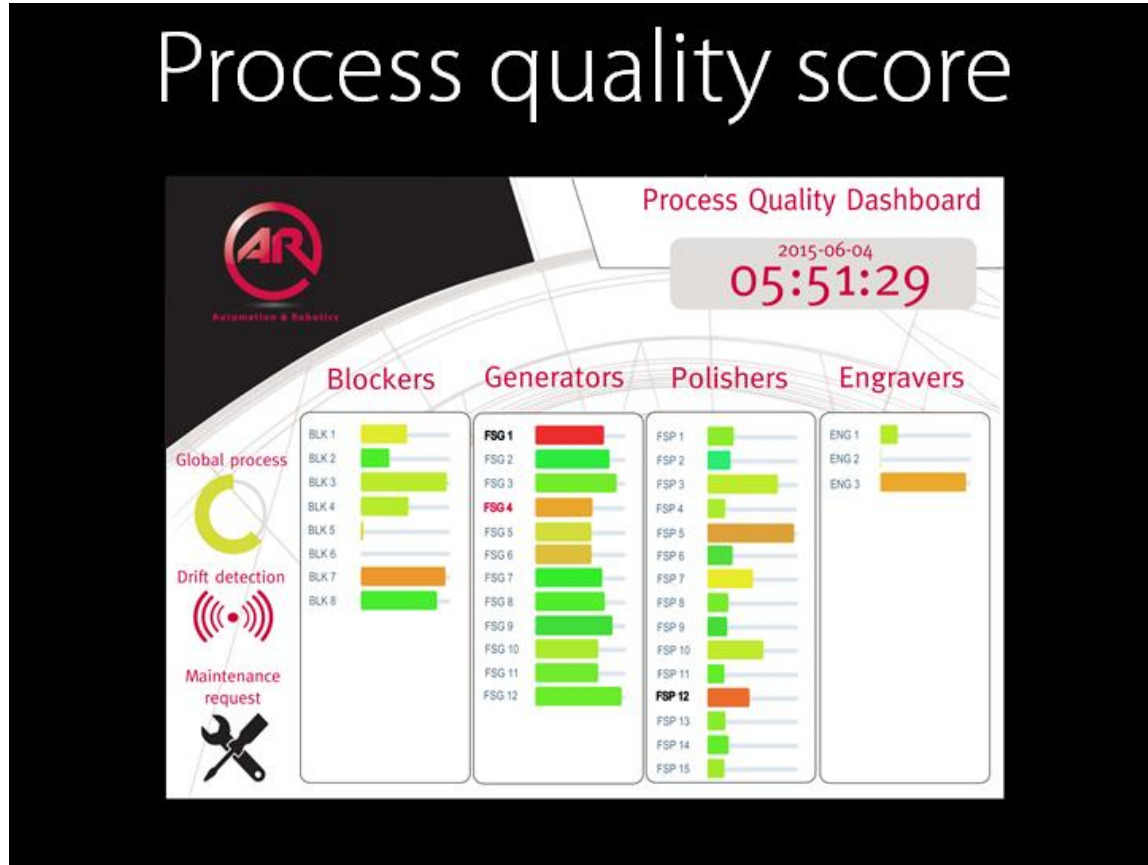 Process quality score
AR
Automation & Robotics
Process Quality Dashboard
2015-06-04
05:51:29
Global process
Drift detection
Maintenance
request
Blockers
BLK 1
BLK 2
BLK 3
BLK 4
BLK 5
BLK 6
BLK 7
BLK 8
Generators
FSG 1
FSG 2
FSG 3
FSG 4
FSG 5
FSG 6
FSG 7
FSG 8
FSG 9
FSG 10
FSG 11
FSG 12
Polishers
FSP 1
FSP 2
FSP 3
FSP 4
FSP 5
FSP 6
FSP 7
FSP 8
FSP 9
FSP 10
FSP 11
FSP 12
FSP 13
FSP 14
FSP 15
Engravers
ENG 1
ENG 2
ENG 3